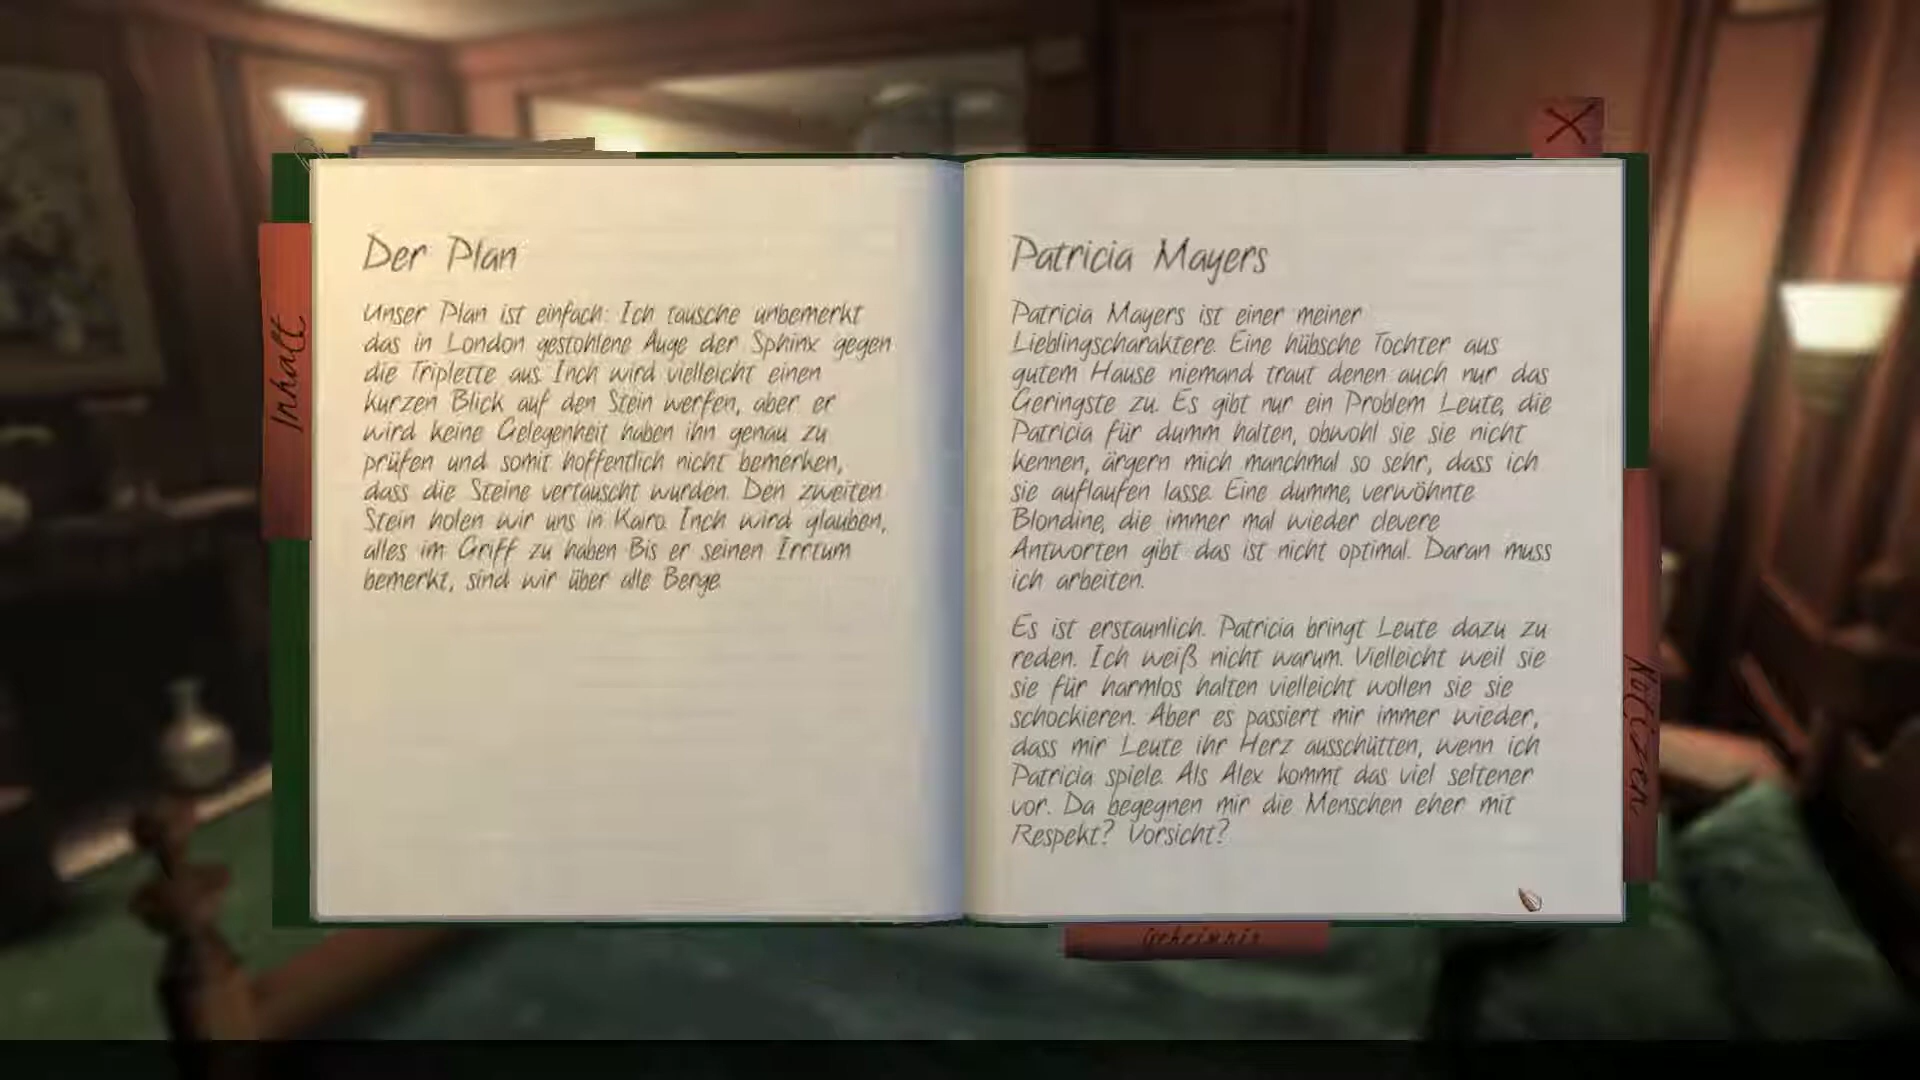 Inhalt
Der Plan
Unser Plan ist einfach: Ich tausche unbemerkt
das in London gestohlene Auge der Sphinx gegen
die Triplette aus. Inch wird vielleicht einen
kurzen Blick auf den Stein werfen, aber er
wird keine Gelegenheit haben ihn genau zu
prüfen und somit hoffentlich nicht bemerken,
dass die Steine vertauscht wurden. Den zweiten
Stein holen wir uns in Kairo. Inch wird glauben,
alles im Griff zu haben Bis er seinen Irrtum
bemerkt, sind wir über alle Berge.
Patricia Mayers
Patricia Mayers ist einer meiner
Lieblingscharaktere. Eine hübsche Tochter aus
gutem Hause niemand traut denen auch nur das
Geringste zu. Es gibt nur ein Problem Leute, die
Patricia für dumm halten, obwohl sie sie nicht
kennen, ärgern mich manchmal so sehr, dass ich
sie auflaufen lasse. Eine dumme, verwöhnte
Blondine, die immer mal wieder clevere
Antworten gibt das ist nicht optimal. Daran muss
ich arbeiten.
Es ist erstaunlich. Patricia bringt Leute dazu zu
reden. Ich weiß nicht warum. Vielleicht weil sie
sie für harmlos halten vielleicht wollen sie sie
schockieren. Aber es passiert mir immer wieder,
dass mir Leute ihr Herz ausschütten, wenn ich
Patricia spiele. Als Alex kommt das viel seltener
vor. Da begegnen mir die Menschen eher mit
Respekt? Vorsicht?
Notizen
Geheimnis